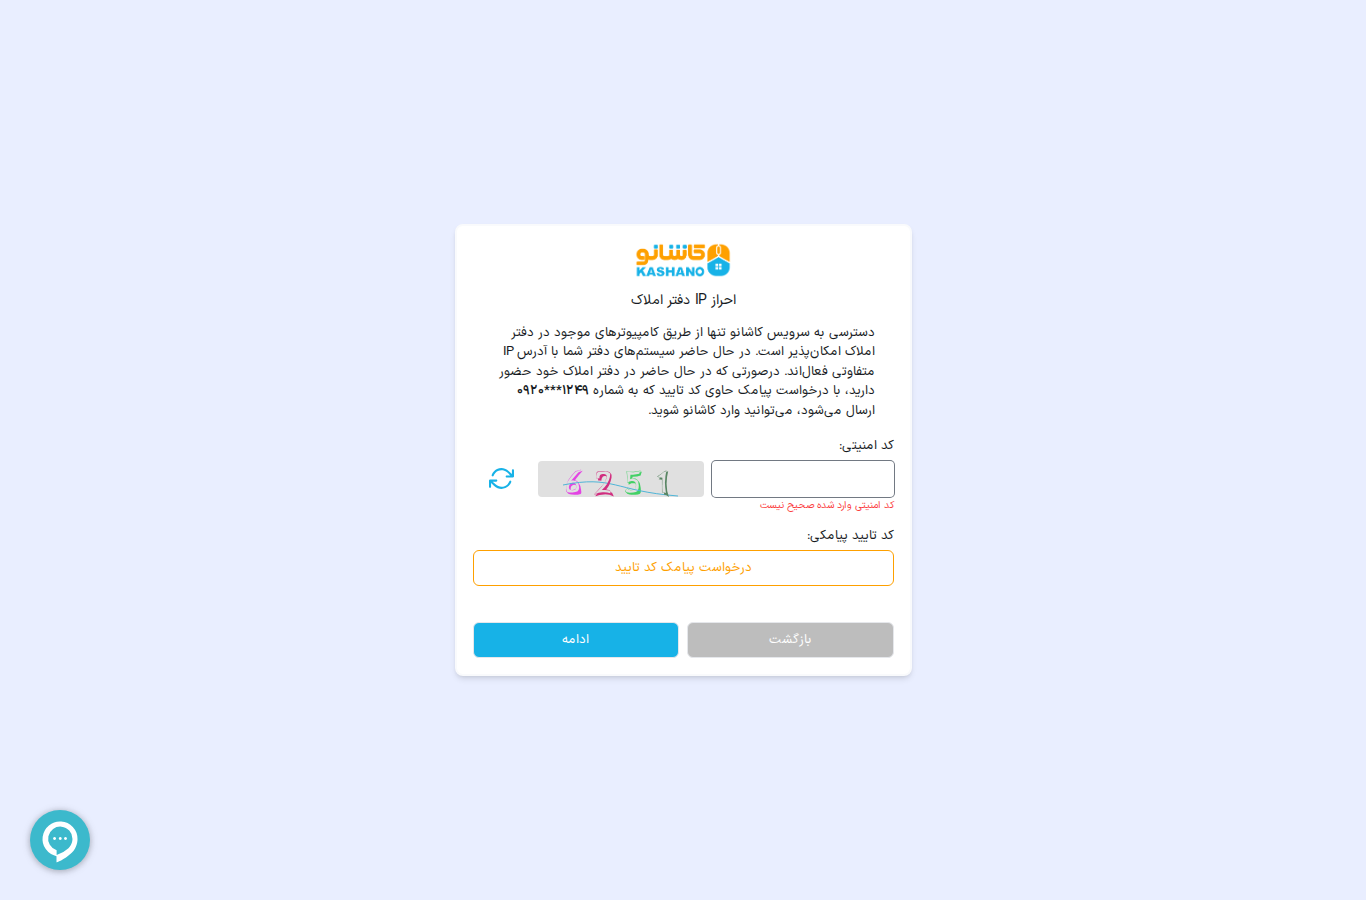 کاشانو
KASHANO
احراز IP دفتر املاک
دسترسی به سرویس کاشانو تنها از طریق کامپیوترهای موجود در دفتر
املاک امکان‌پذیر است. در حال حاضر سیستم‌های دفتر شما با آدرس IP
متفاوتی فعال‌اند. درصورتی که در حال حاضر در دفتر املاک خود حضور
دارید، با درخواست پیامک حاوی کد تایید که به شماره ۰۹۲۰***۱۲۴۹
ارسال می‌شود، می‌توانید وارد کاشانو شوید.
کد امنیتی:
6251
کد امنیتی وارد شده صحیح نیست
کد تایید پیامکی:
درخواست پیامک کد تایید
بازگشت
ادامه